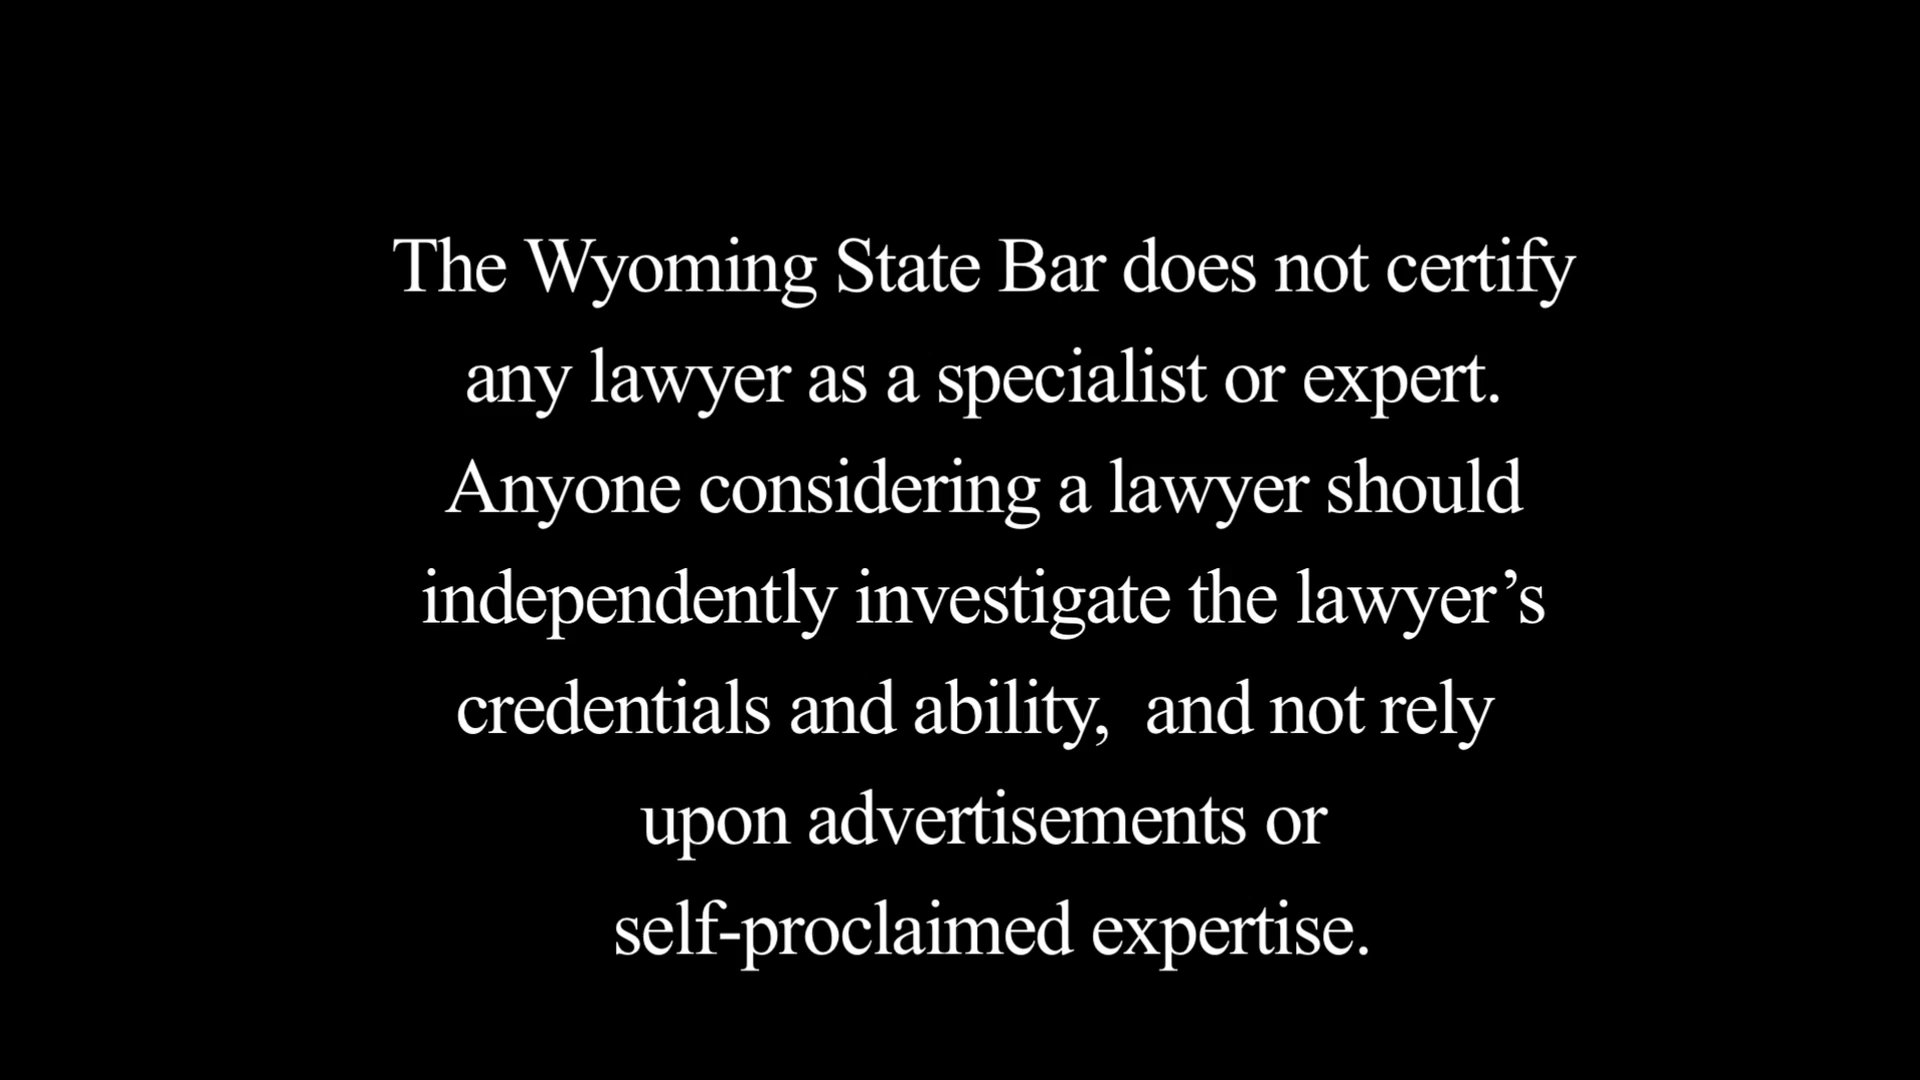 The Wyoming State Bar does not certify
any lawyer as a specialist or expert.
Anyone considering a lawyer should
independently investigate the lawyer’s
credentials and ability,  and not rely
upon advertisements or
self-proclaimed expertise.